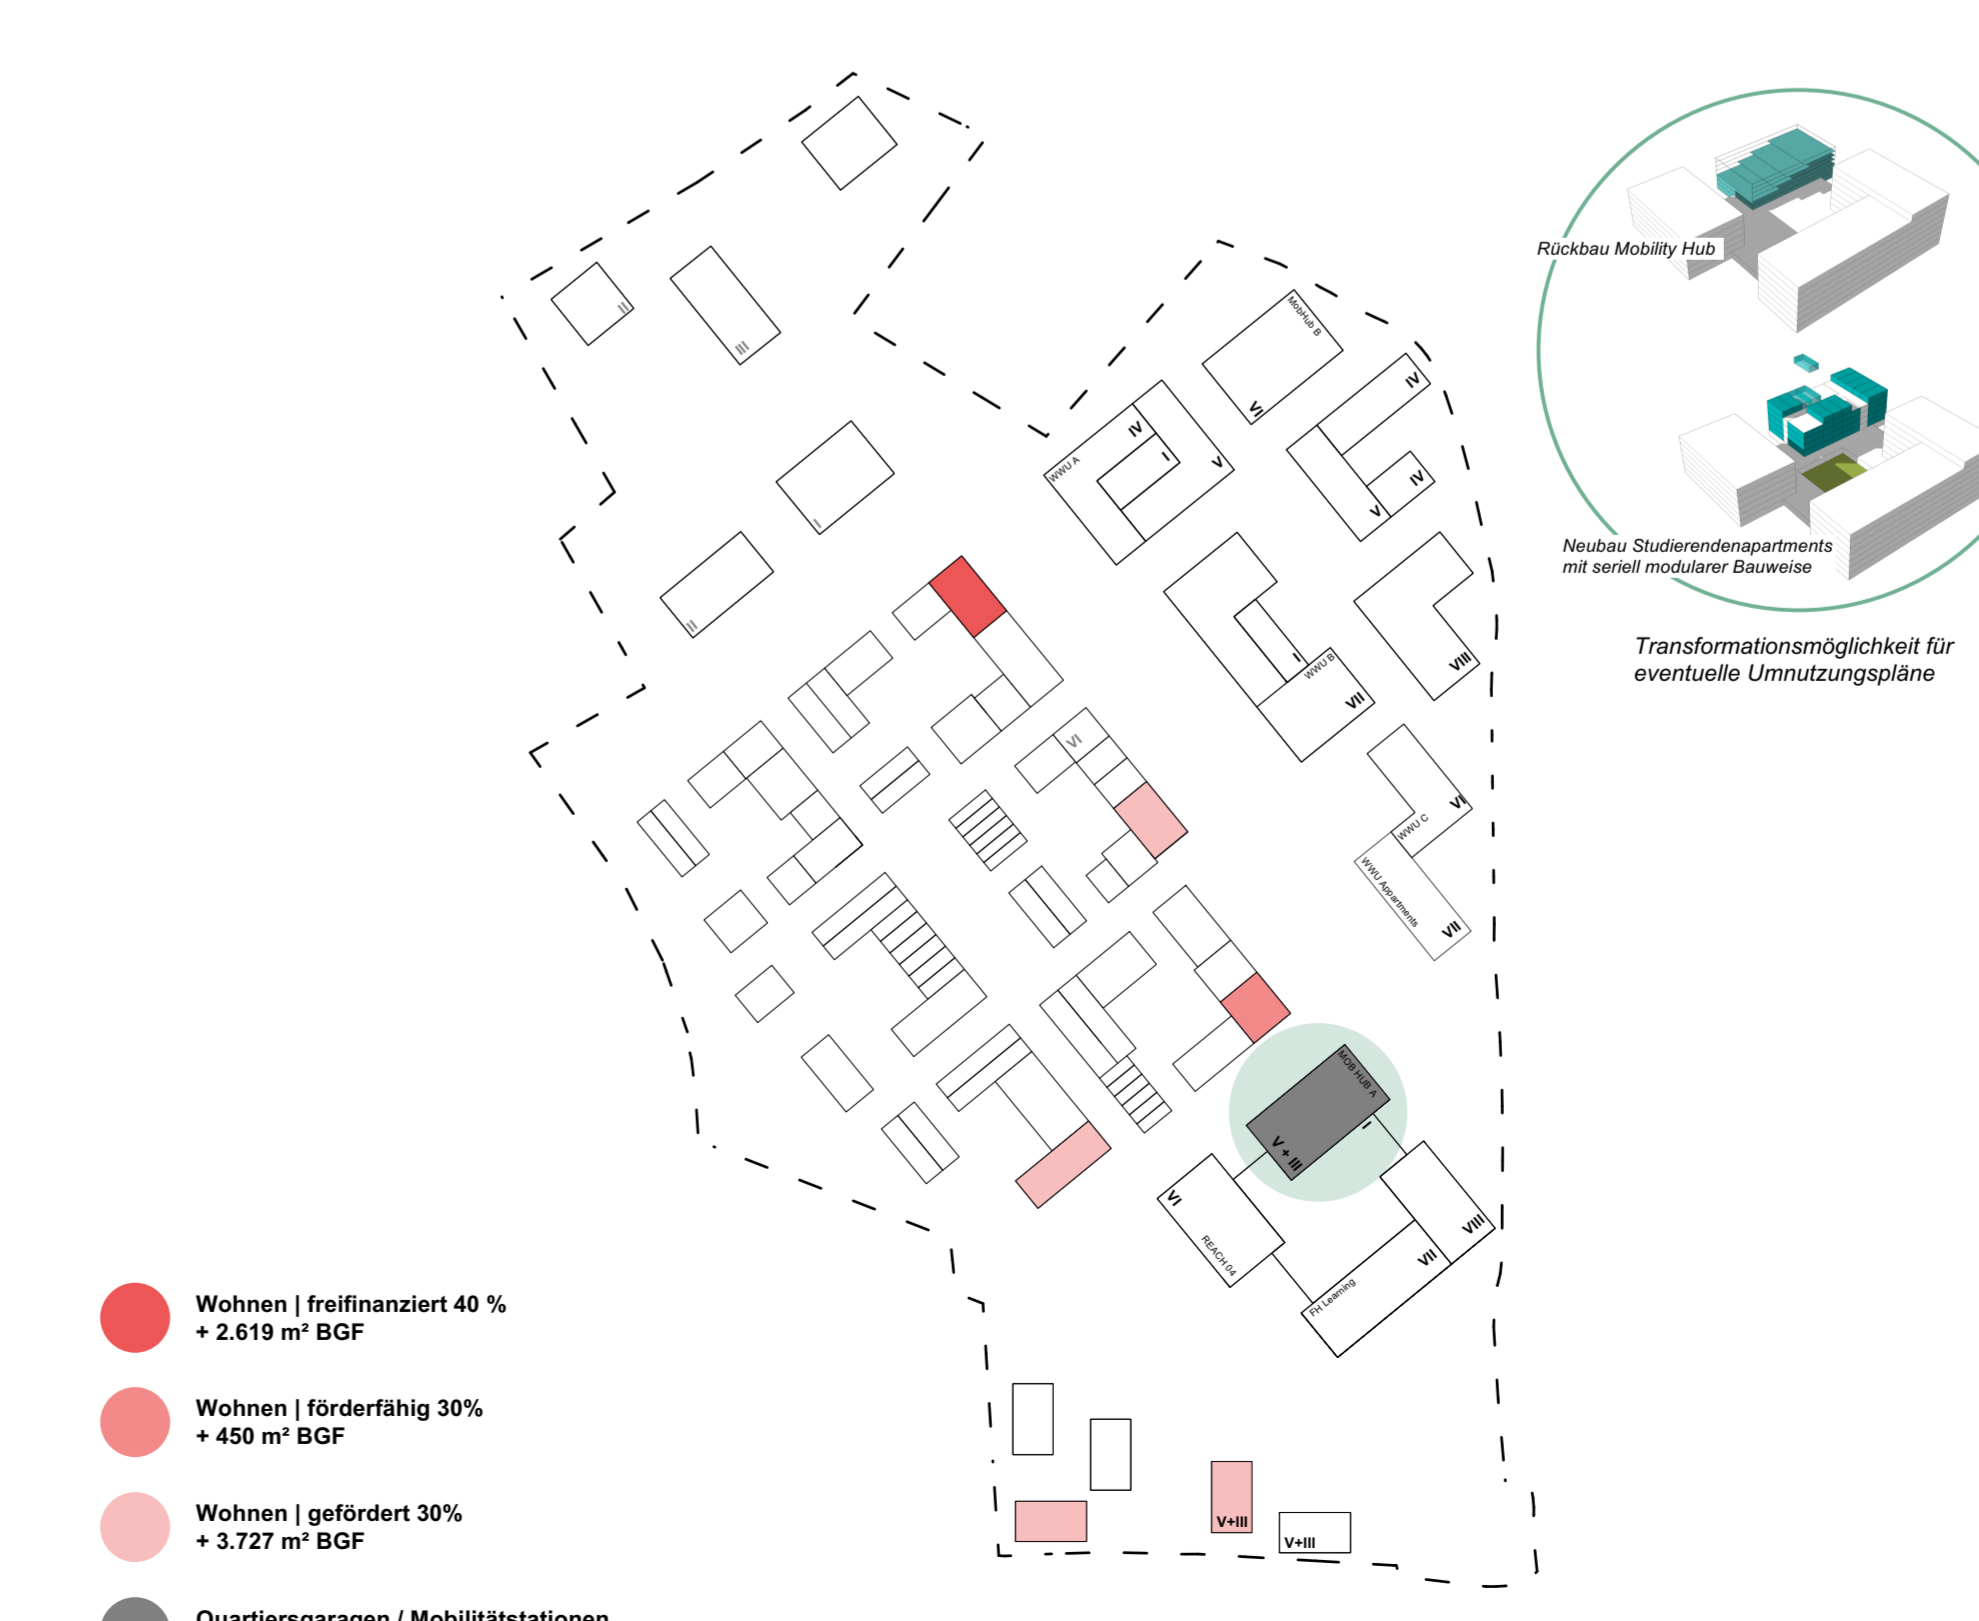 Rückbau Mobility Hub
Neubau Studierendenapartments
mit seriell modularer Bauweise
Transformationsmöglichkeit für
eventuelle Umnutzungspläne
II
III
I
II
MobHub B
VI
IV
IV
V
WWU A
IV
I
V
I
WWU B
VII
VIII
VI
VI
WWU C
WWU Appartments
VII
MOB HUB A
V + III
I
VI
REACH 04
VIII
VII
FH Learning
V+III
V+III
Wohnen | freifinanziert 40 %
+ 2.619 m² BGF
Wohnen | förderfähig 30%
+ 450 m² BGF
Wohnen | gefördert 30%
+ 3.727 m² BGF
Quartiersgaragen / Mobilitätstationen